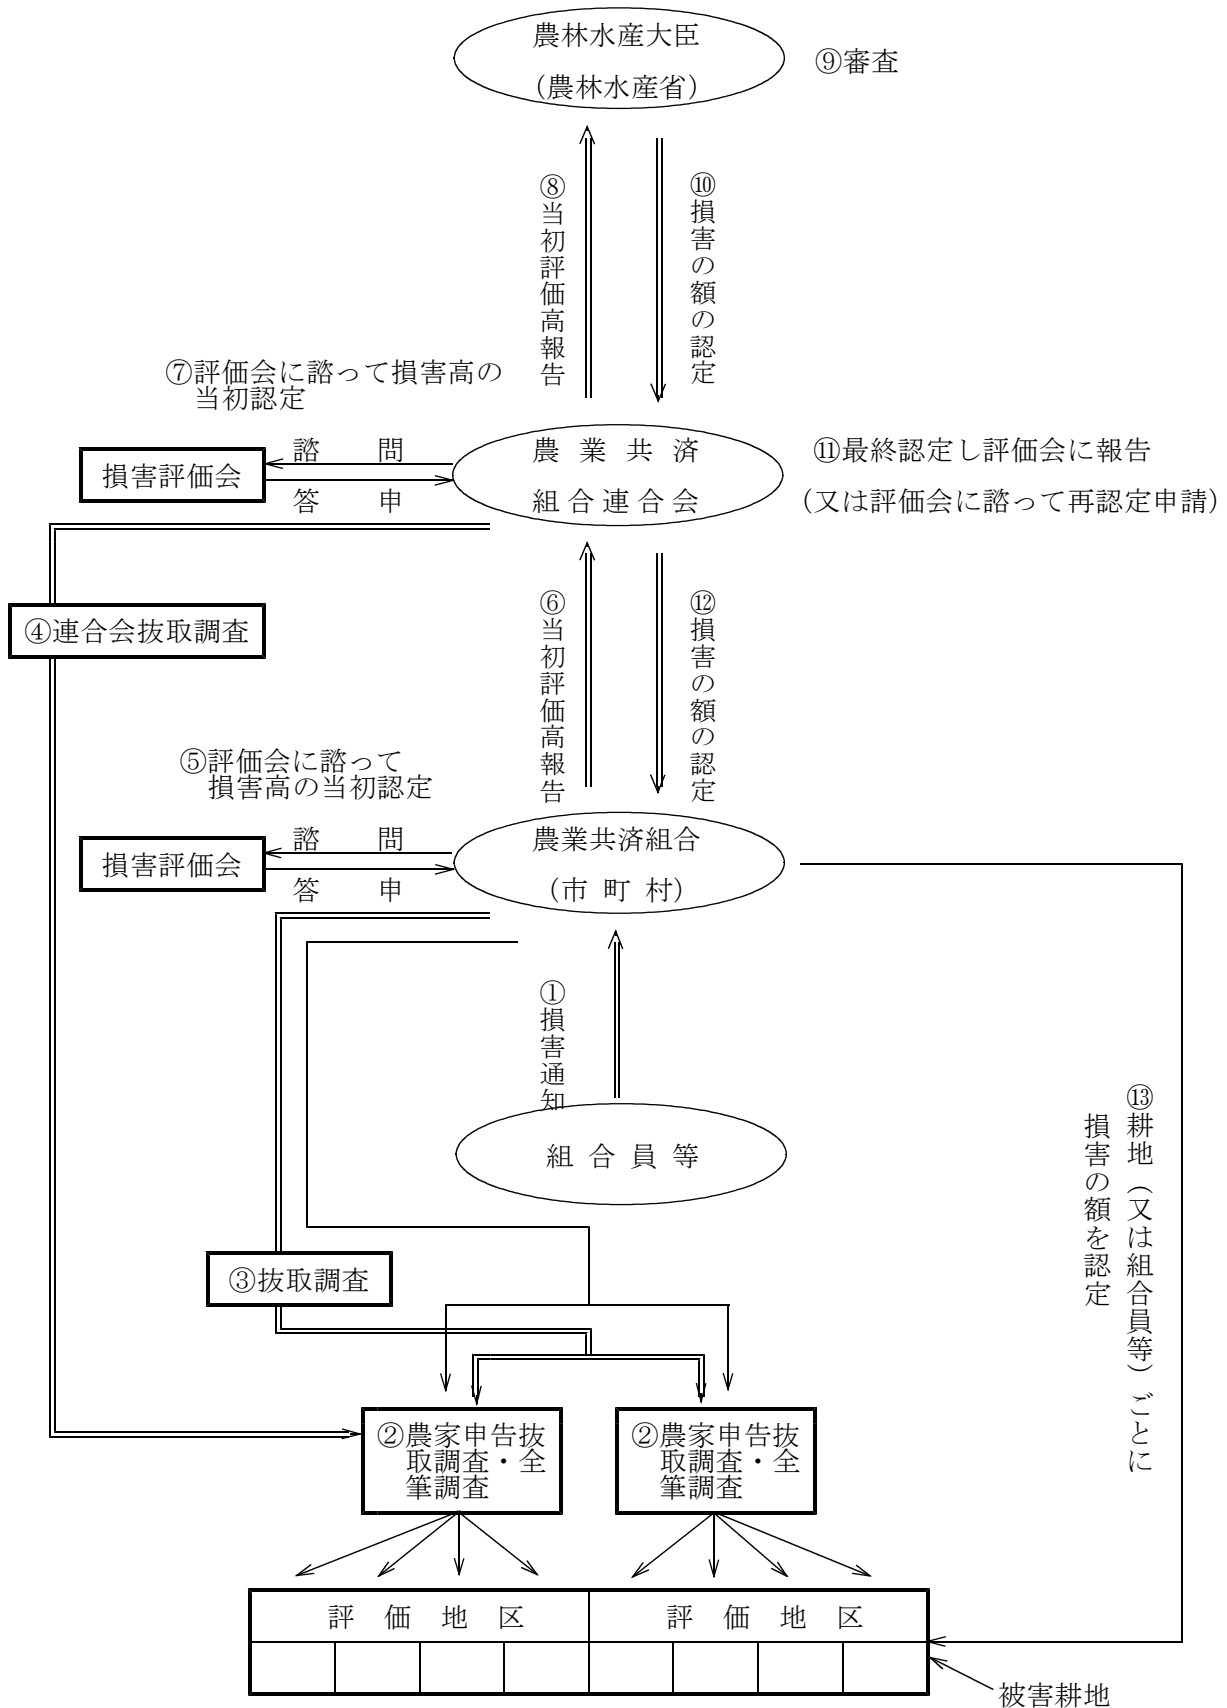 農林水産大臣
（農林水産省）
⑨審査
⑧当初評価高報告
⑩損害の額の認定
⑦評価会に諮って損害高の
当初認定
諮問
損害評価会
答申
農業共済
組合連合会
⑪最終認定し評価会に報告
（又は評価会に諮って再認定申請）
④連合会抜取調査
⑥当初評価高報告
⑫損害の額の認定
⑤評価会に諮って
損害高の当初認定
諮問
損害評価会
答申
農業共済組合
（市町村）
①損害通知
組合員等
⑬耕地（又は組合員等）ごとに
損害の額を認定
③抜取調査
②農家申告抜
取調査・全
筆調査
②農家申告抜
取調査・全
筆調査
評価地区
評価地区
被害耕地